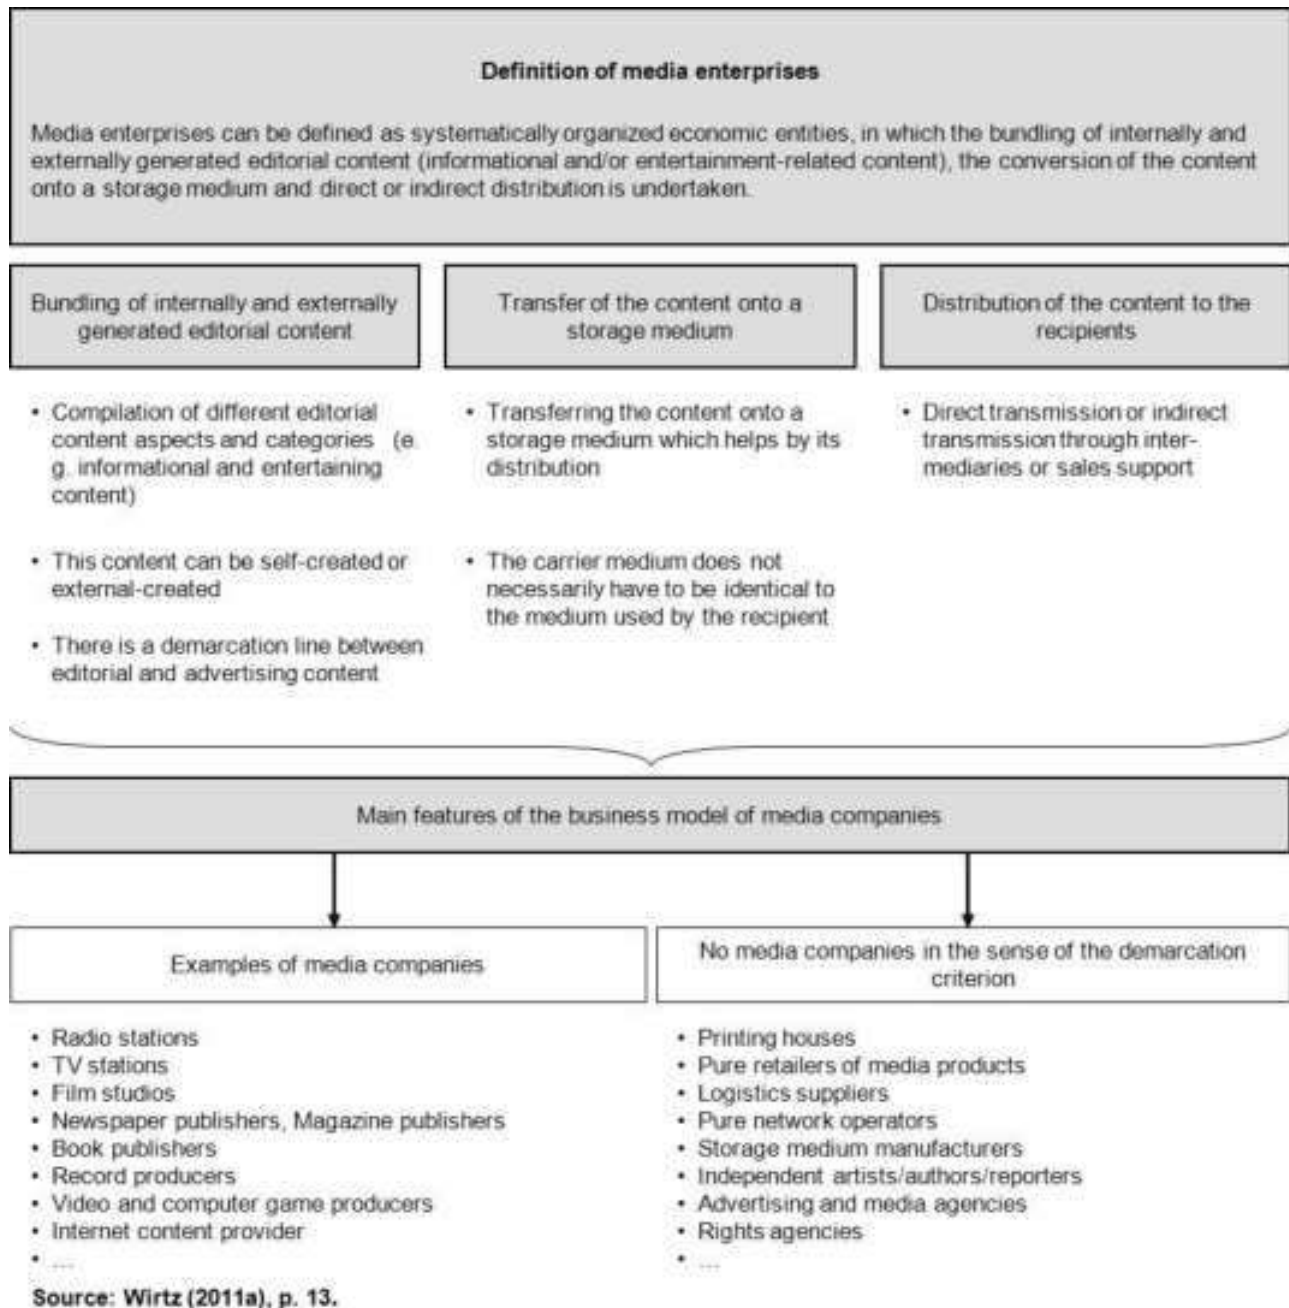 Definition of media enterprises
Media enterprises can be defined as systematically organized economic entities, in which the bundling of internally and
externally generated editorial content (informational and/or entertainment-related content), the conversion of the content
onto a storage medium and direct or indirect distribution is undertaken.
Bundling of internally and externally
generated editorial content
• Compilation of different editorial
content aspects and categories (e.
g. informational and entertaining
content)
• This content can be self-created or
external-created
• There is a demarcation line between
editorial and advertising content
Transfer of the content onto a
storage medium
• Transferring the content onto a
storage medium which helps by its
distribution
• The carrier medium does not
necessarily have to be identical to
the medium used by the recipient
Distribution of the content to the
recipients
• Direct transmission or indirect
transmission through inter-
mediaries or sales support
Main features of the business model of media companies
Examples of media companies
• Radio stations
• TV stations
• Film studios
• Newspaper publishers, Magazine publishers
• Book publishers
• Record producers
• Video and computer game producers
• Internet content provider
• ...
No media companies in the sense of the demarcation
criterion
• Printing houses
• Pure retailers of media products
• Logistics suppliers
• Pure network operators
• Storage medium manufacturers
• Independent artists/authors/reporters
• Advertising and media agencies
• Rights agencies
• ...
Source: Wirtz (2011a), p. 13.